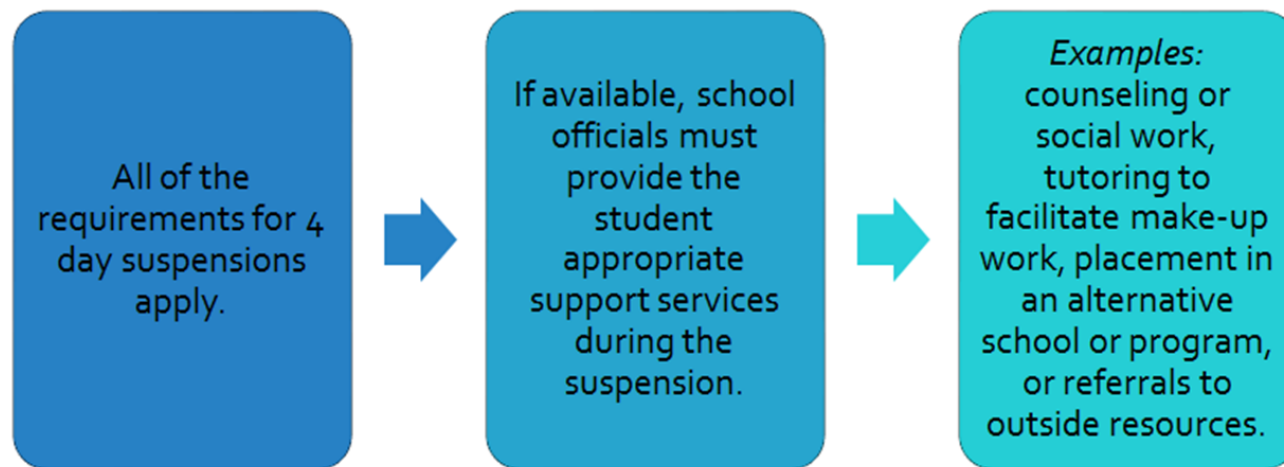 All of the
requirements for 4
day suspensions
apply.
If available, school
officials must
provide the
student
appropriate
support services
during the
suspension.
Examples:
counseling or
social work,
tutoring to
facilitate make-up
work, placement in
an alternative
school or program,
or referrals to
outside resources.